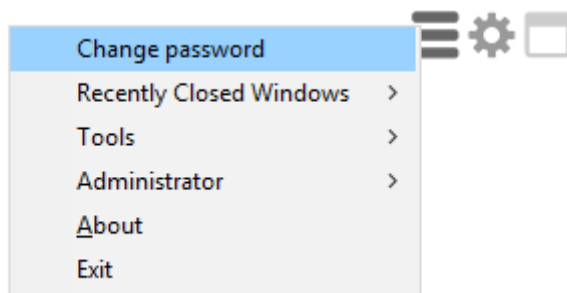 Change password
Recently Closed Windows
Tools
Administrator
About
Exit